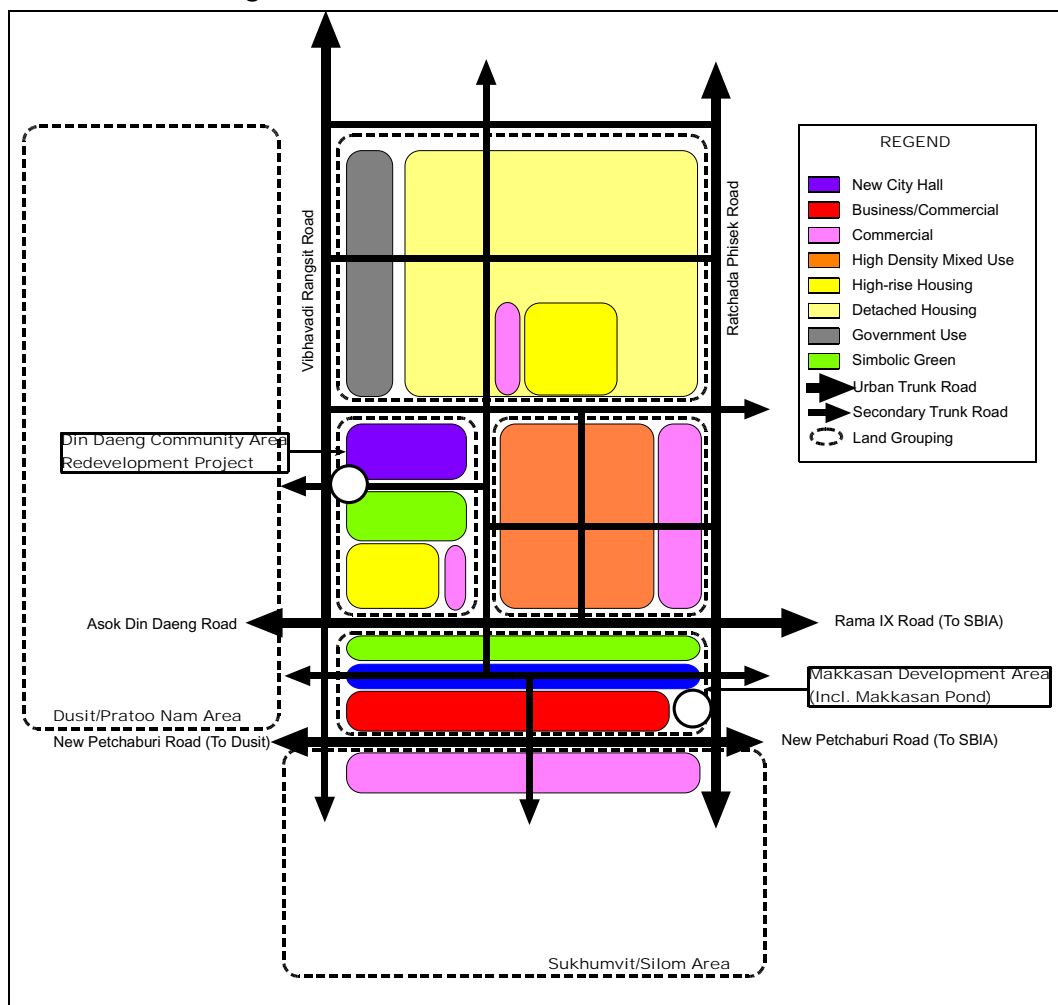 Vibhavadi Rangsit Road
Ratchada Phisek Road
REGEND
New City Hall
Business/Commercial
Commercial
High Density Mixed Use
High-rise Housing
Detached Housing
Government Use
Simbolic Green
Urban Trunk Road
Secondary Trunk Road
Land Grouping
Din Daeng Community Area
Redevelopment Project
Asok Din Daeng Road
Rama IX Road (To SBIA)
Makkasan Development Area
(Incl. Makkasan Pond)
Dusit/Pratoo Nam Area
New Petchaburi Road (To Dusit)
New Petchaburi Road (To SBIA)
Sukhumvit/Silom Area